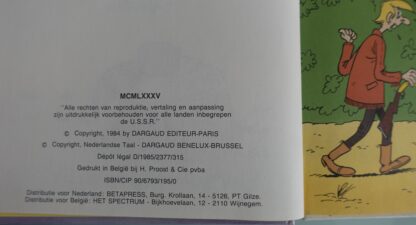 MCMLXXXV
"Alle rechten van reproduktie, vertaling en aanpassing
zijn uitdrukkelijk voorbehouden voor alle landen inbegrepen
de U.S.S.R."
© Copyright, 1984 by DARGAUD EDITEUR-PARIS
© Copyright, Nederlandse Taal - DARGAUD BENELUX-BRUSSEL
Dépôt légal D/1985/2377/315
Gedrukt in België bij H. Proost & Cie pvba
ISBN/CIP 90/6793/195/0
Distributie voor Nederland: BETAPRESS, Burg. Krollaan, 14 - 5126, PT Gilze.
Distributie voor België: HET SPECTRUM - Bijkhoevelaan, 12 - 2110 Wijnegem.